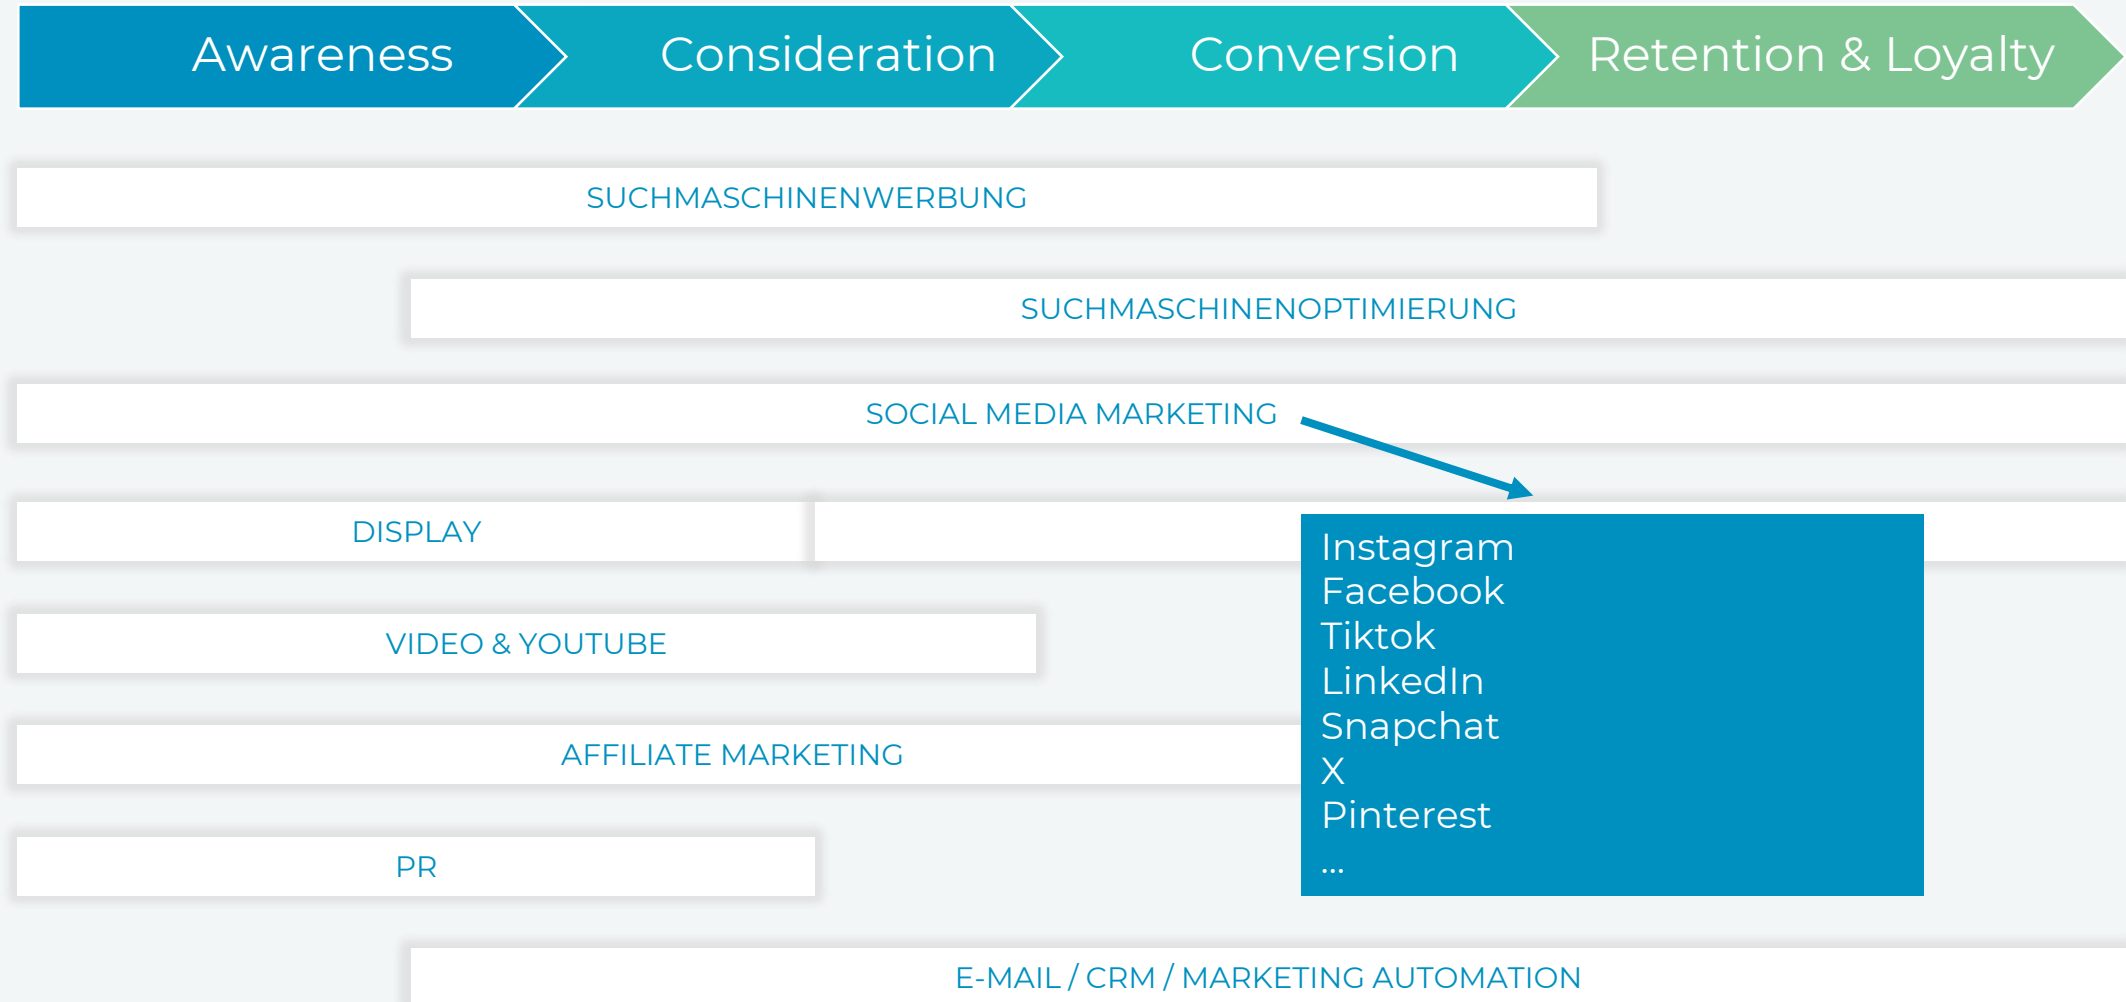 Awareness
Consideration
Conversion
Retention & Loyalty
SUCHMASCHINENWERBUNG
SUCHMASCHINENOPTIMIERUNG
SOCIAL MEDIA MARKETING
DISPLAY
Instagram
Facebook
Tiktok
LinkedIn
Snapchat
X
Pinterest
...
VIDEO & YOUTUBE
AFFILIATE MARKETING
PR
E-MAIL / CRM / MARKETING AUTOMATION